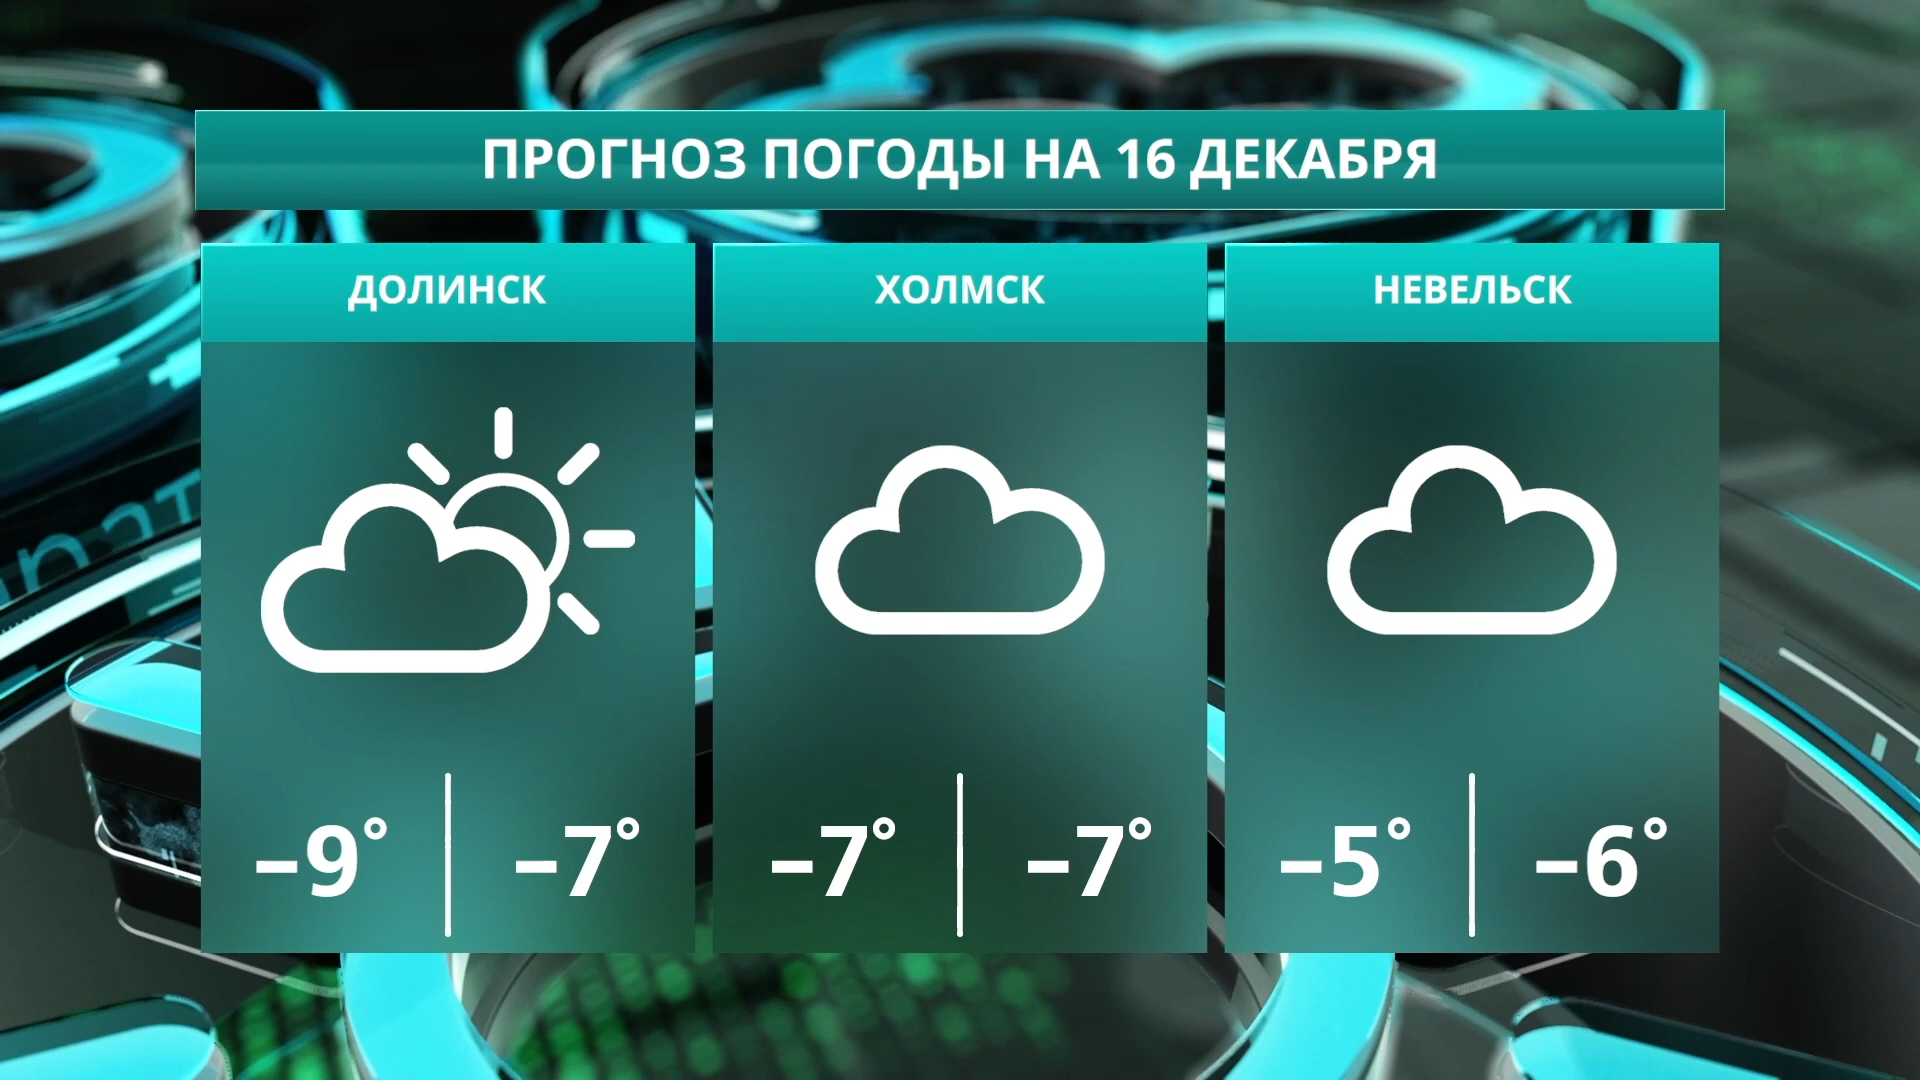 ПРОГНОЗ ПОГОДЫ НА 16 ДЕКАБРЯ
ДОЛИНСК
ХОЛМСК
НЕВЕЛЬСК
-9° -7°
-7° -7°
-5° -6°